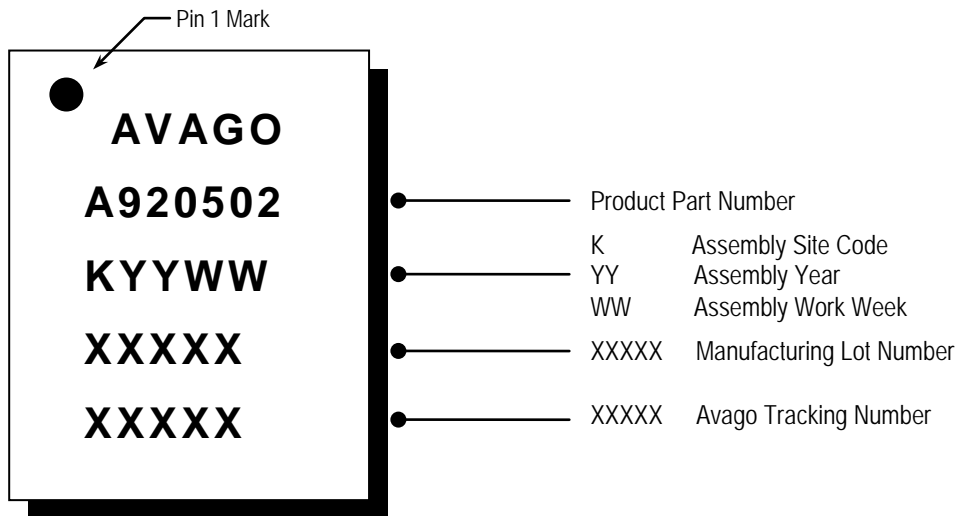 Pin 1 Mark
AVAGO
A920502
Product Part Number
K Assembly Site Code
KYYWW
YY Assembly Year
WW Assembly Work Week
XXXXX
XXXXX Manufacturing Lot Number
XXXXX
XXXXX Avago Tracking Number